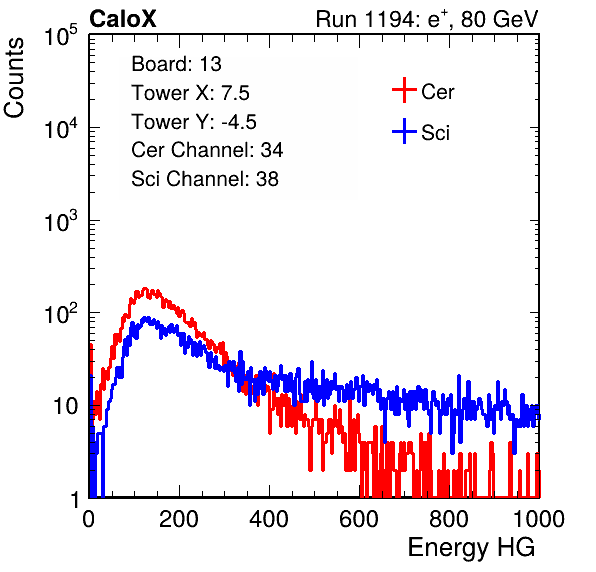 CaloX Run 1194: e⁺, 80 GeV
Board: 13
Tower X: 7.5
Tower Y: -4.5
Cer Channel: 34
Sci Channel: 38
Cer
Sci
Counts
10⁵
10⁴
10³
10²
10
1
0 200 400 600 800 1000
Energy HG